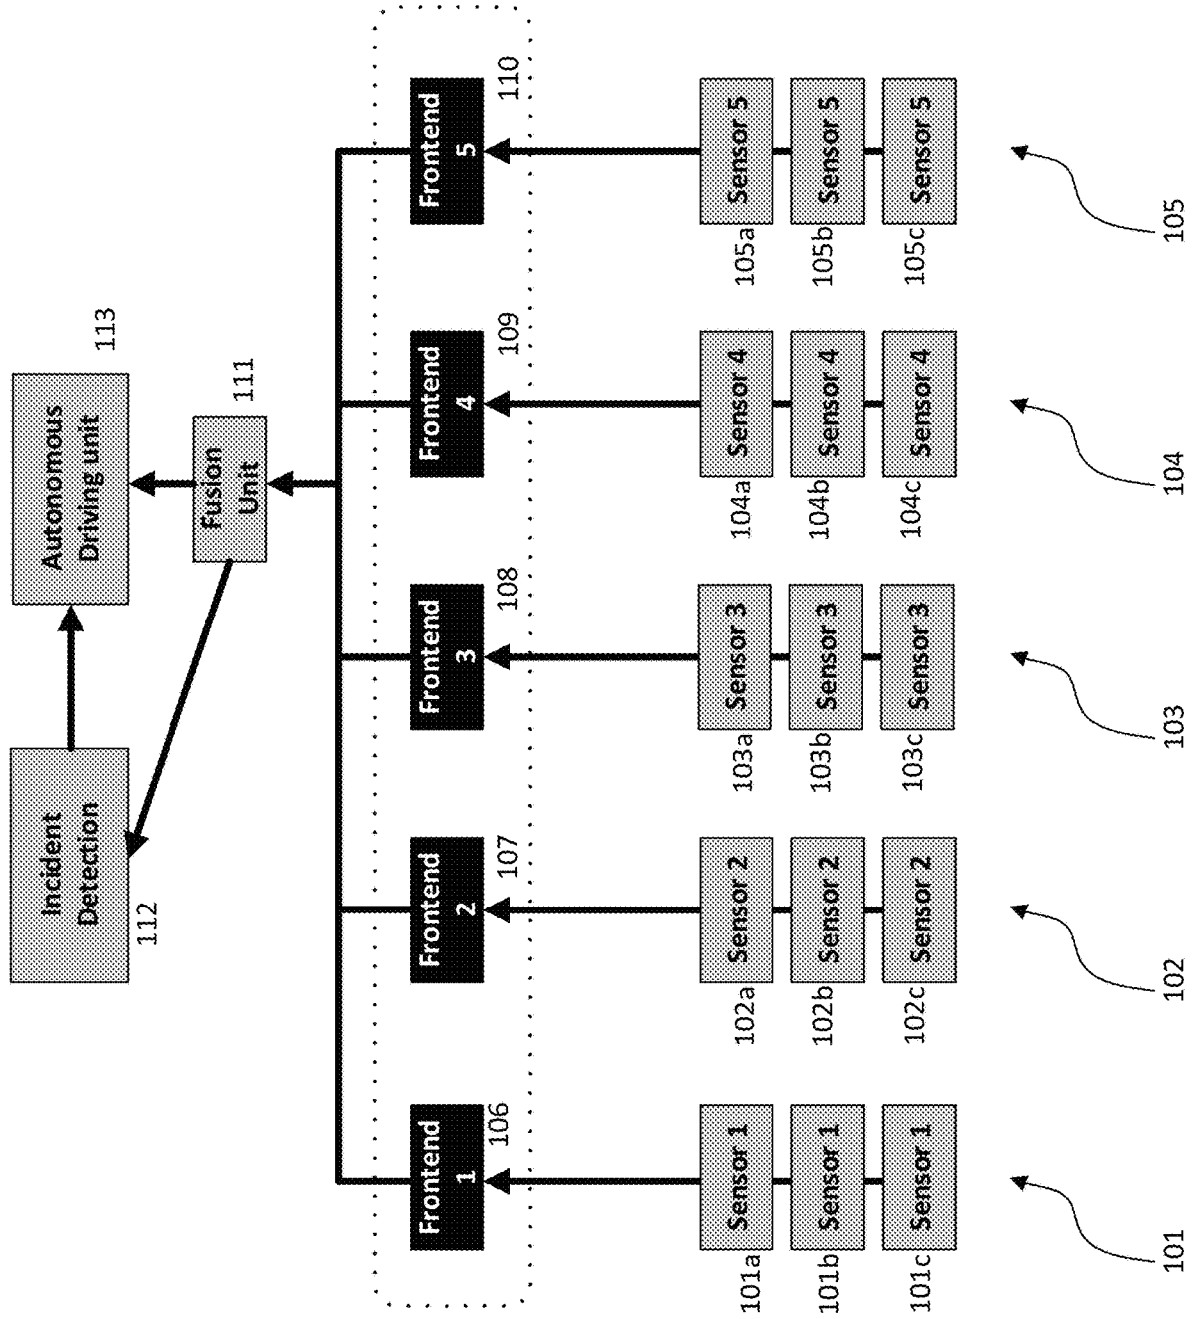 Incident
Detection
112
Autonomous
Driving unit
113
Fusion
Unit
111
Frontend
1
106
Frontend
2
107
Frontend
3
108
Frontend
4
109
Frontend
5
110
101a
Sensor 1
101b
Sensor 1
101c
Sensor 1
101
102a
Sensor 2
102b
Sensor 2
102c
Sensor 2
102
103a
Sensor 3
103b
Sensor 3
103c
Sensor 3
103
104a
Sensor 4
104b
Sensor 4
104c
Sensor 4
104
105a
Sensor 5
105b
Sensor 5
105c
Sensor 5
105